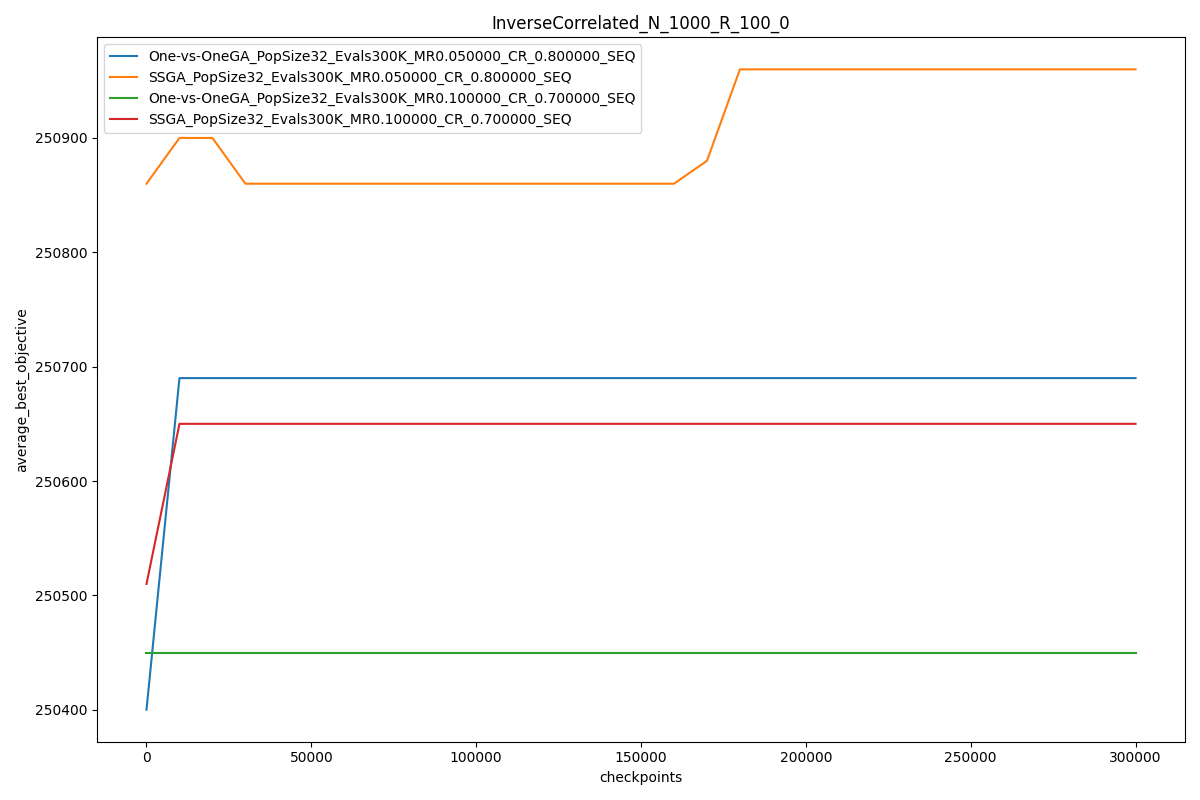 InverseCorrelated_N_1000_R_100_0
One-vs-OneGA_PopSize32_Evals300K_MR0.050000_CR_0.800000_SEQ
SSGA_PopSize32_Evals300K_MR0.050000_CR_0.800000_SEQ
One-vs-OneGA_PopSize32_Evals300K_MR0.100000_CR_0.700000_SEQ
SSGA_PopSize32_Evals300K_MR0.100000_CR_0.700000_SEQ
250900
250800
250700
250600
250500
250400
average_best_objective
0 50000 100000 150000 200000 250000 300000
checkpoints